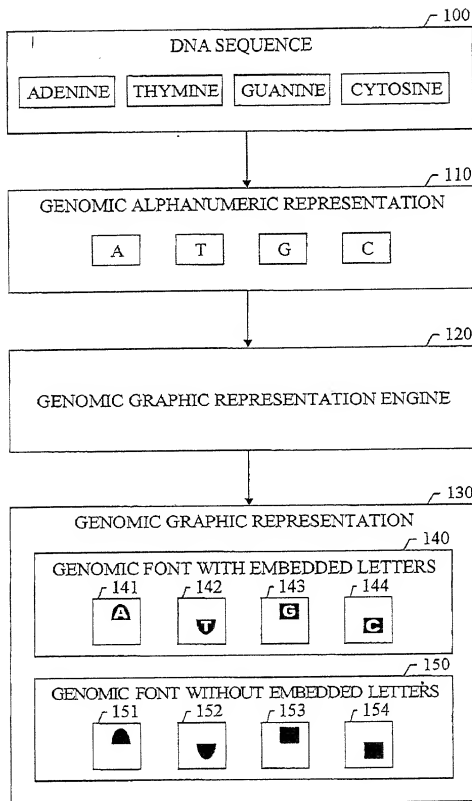 100
DNA SEQUENCE
ADENINE THYMINE GUANINE CYTOSINE
110
GENOMIC ALPHANUMERIC REPRESENTATION
A T G C
120
GENOMIC GRAPHIC REPRESENTATION ENGINE
130
GENOMIC GRAPHIC REPRESENTATION
140
GENOMIC FONT WITH EMBEDDED LETTERS
141 142 143 144
A T G C
150
GENOMIC FONT WITHOUT EMBEDDED LETTERS
151 152 153 154